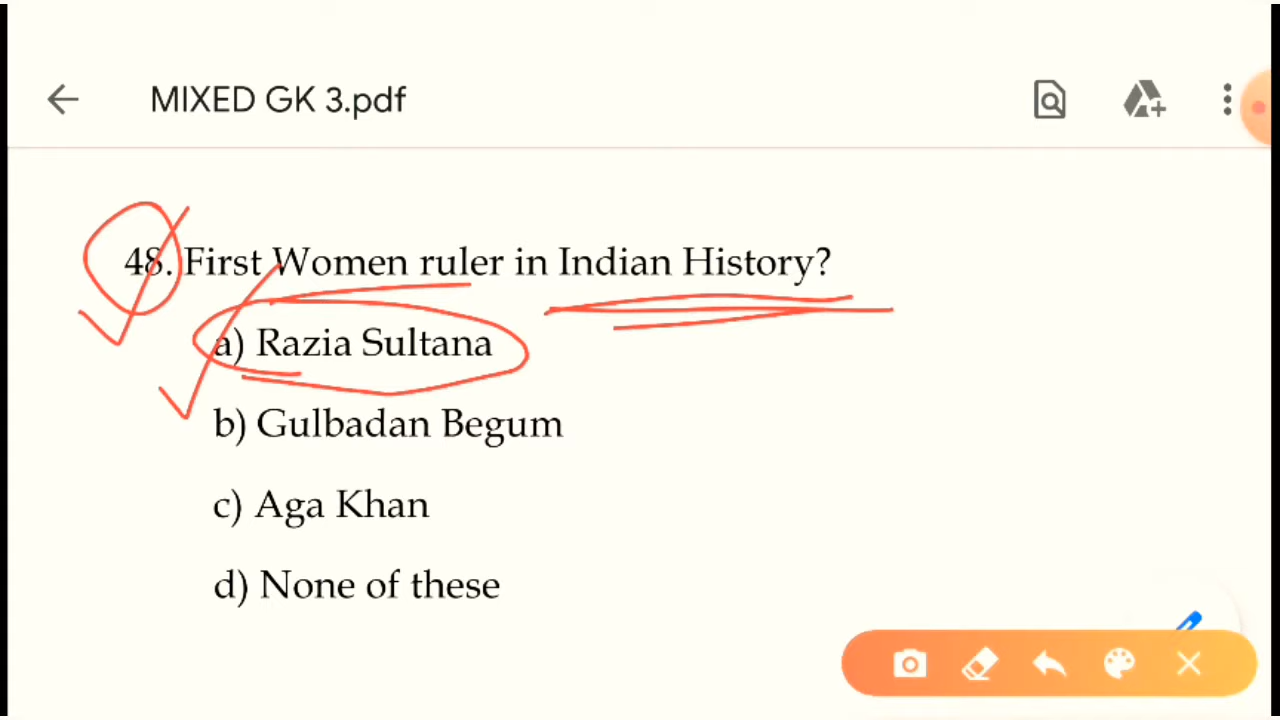 MIXED GK 3.pdf
48. First Women ruler in Indian History?
a) Razia Sultana
b) Gulbadan Begum
c) Aga Khan
d) None of these